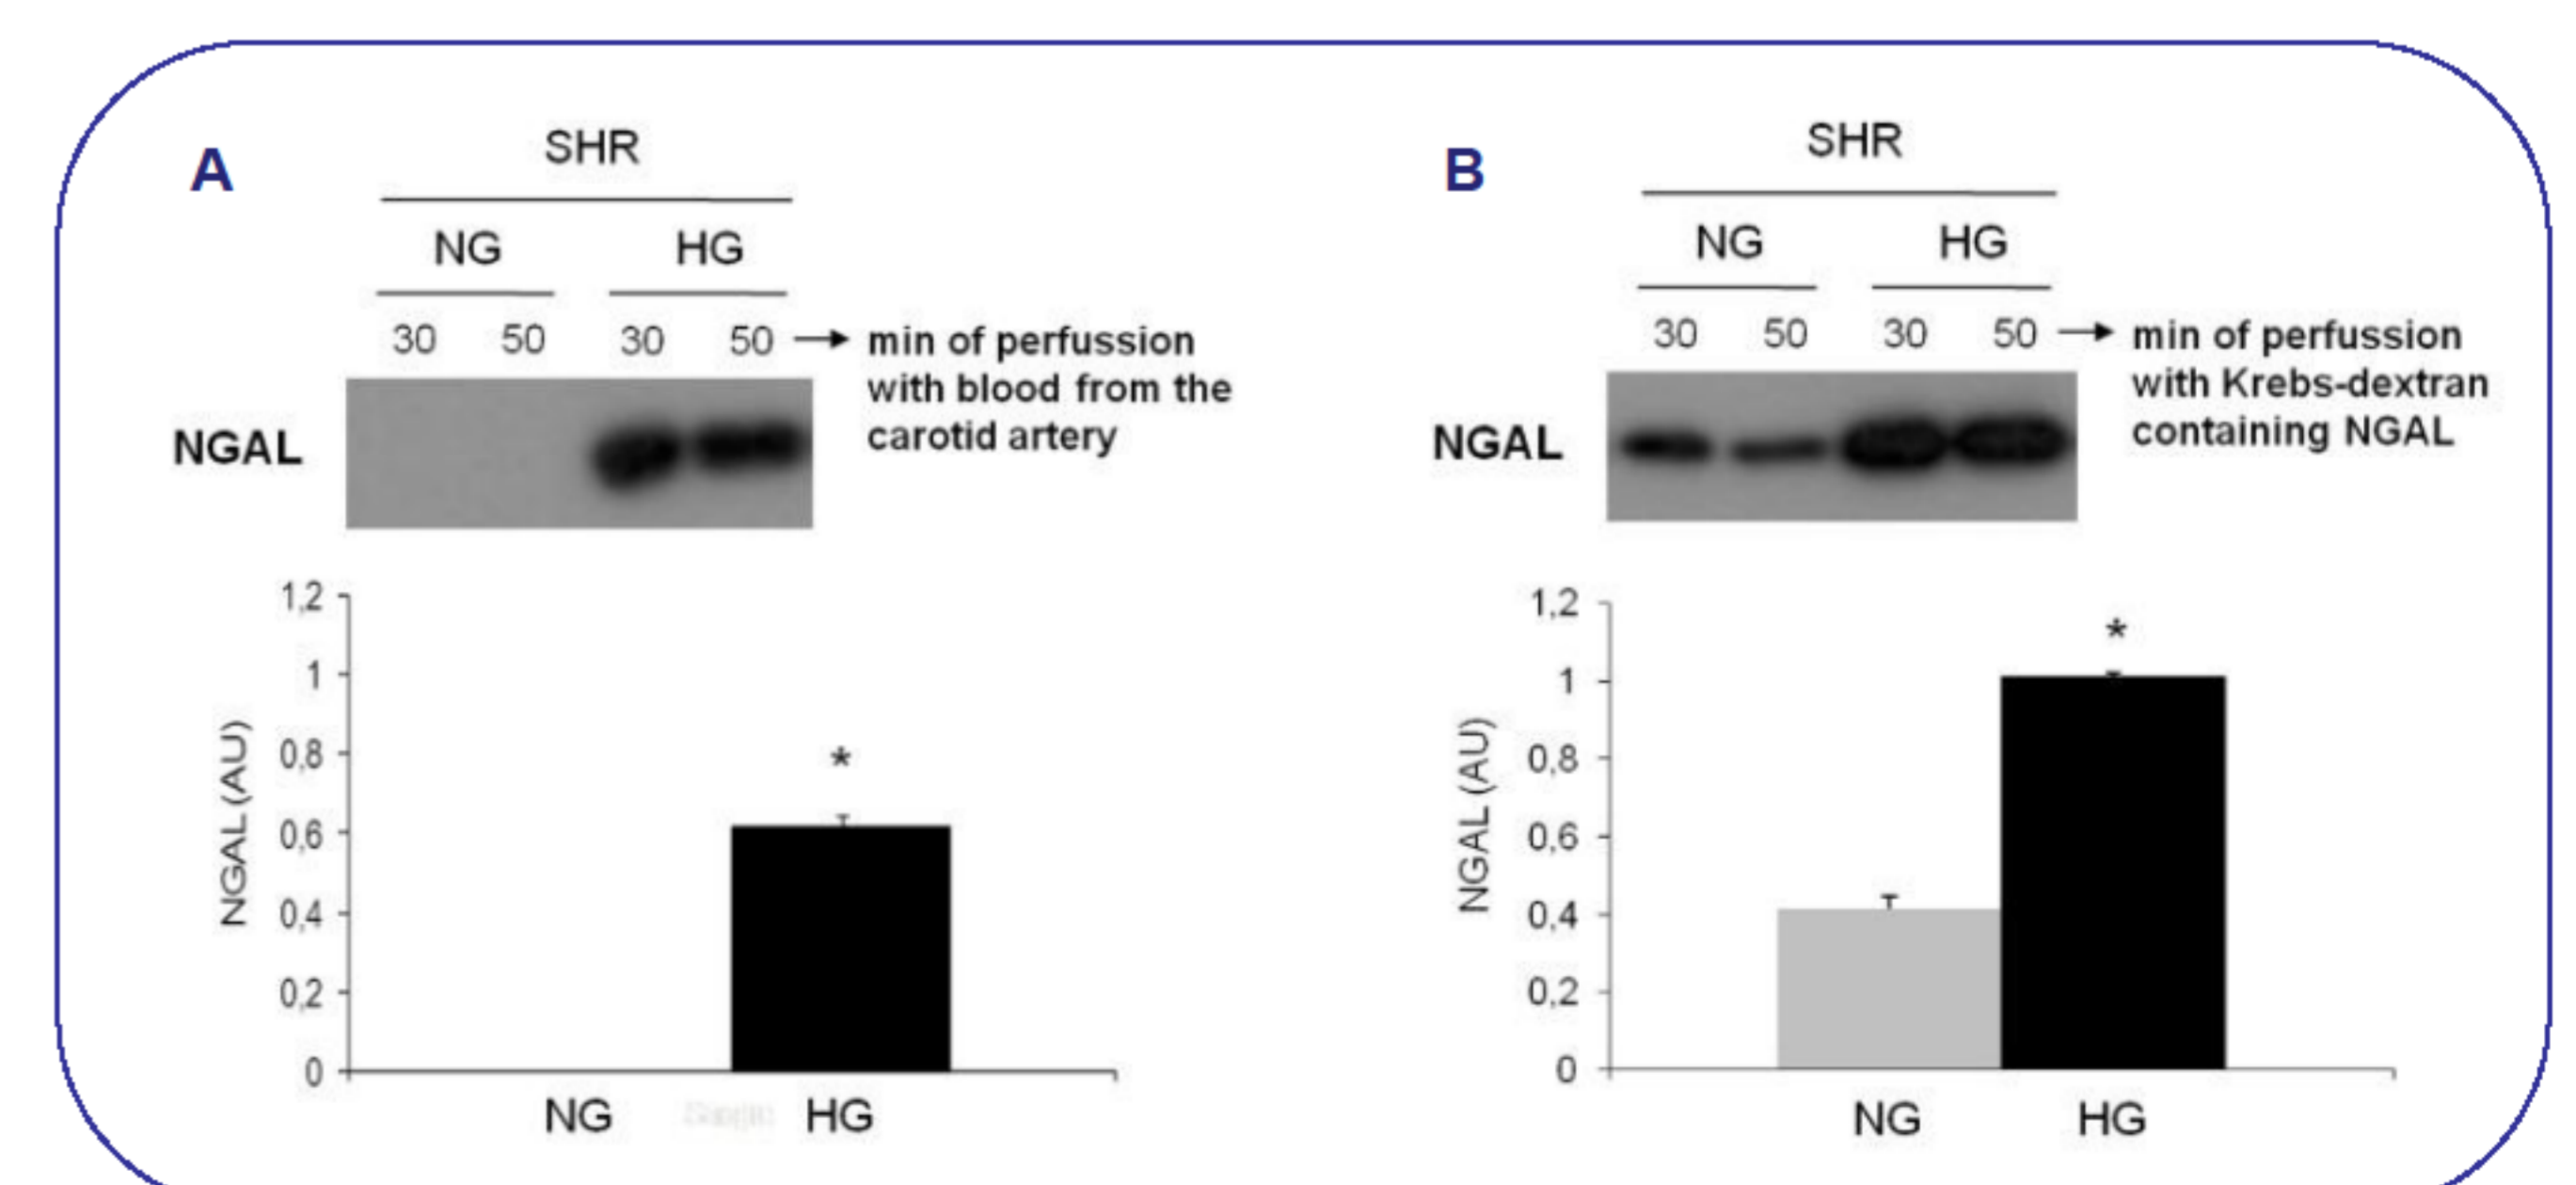 A
SHR
NG HG
30 50 30 50 → min of perfussion
with blood from the
carotid artery
NGAL
1,2
1
0,8
0,6
0,4
0,2
0
NGAL (AU)
*
NG HG
B
SHR
NG HG
30 50 30 50 → min of perfussion
with Krebs-dextran
containing NGAL
NGAL
1,2
1
0,8
0,6
0,4
0,2
0
NGAL (AU)
*
NG HG